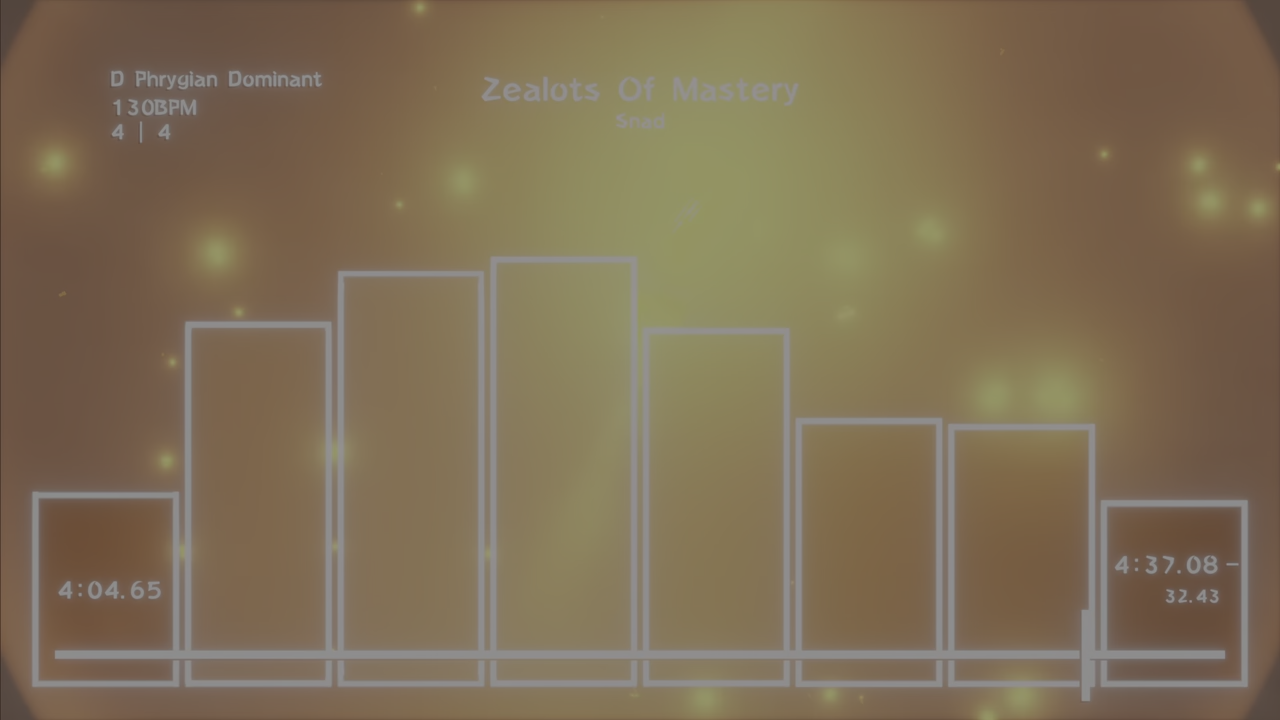 D Phrygian Dominant
130BPM
4 | 4
Zealots Of Mastery
Snad
4:04.65
4:37.08 -
32.43